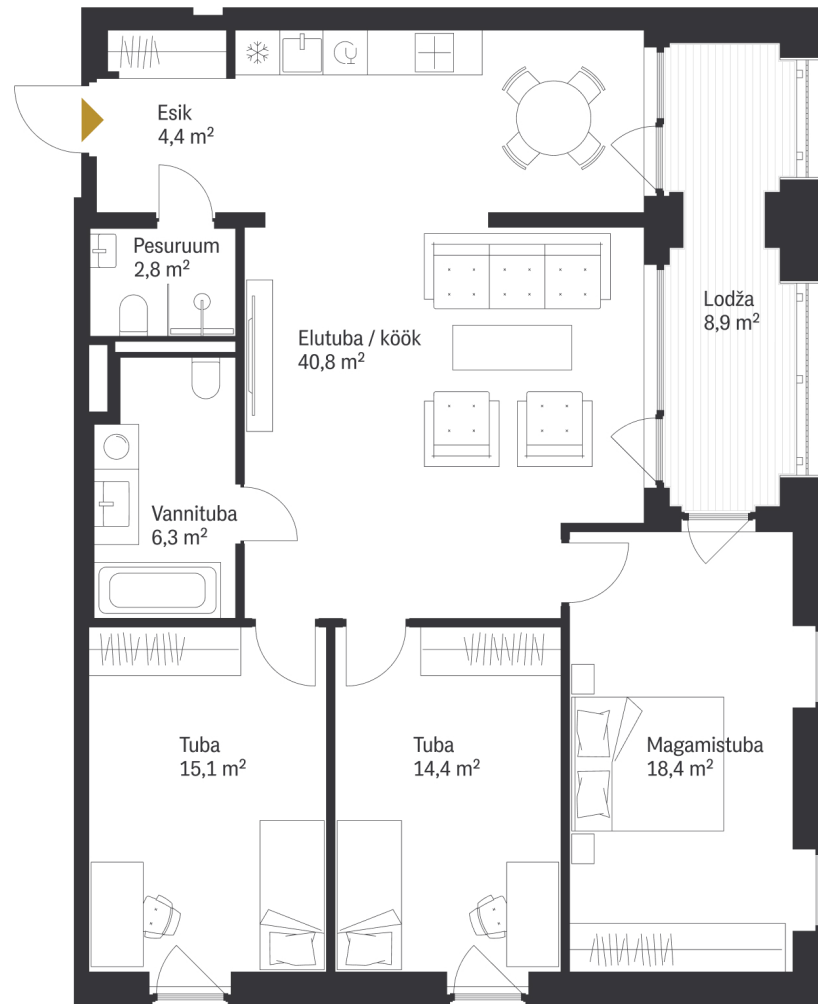 Esik
4,4 m²
Pesuruum
2,8 m²
Elutuba / köök
40,8 m²
Lodža
8,9 m²
Vannituba
6,3 m²
Tuba
15,1 m²
Tuba
14,4 m²
Magamistuba
18,4 m²